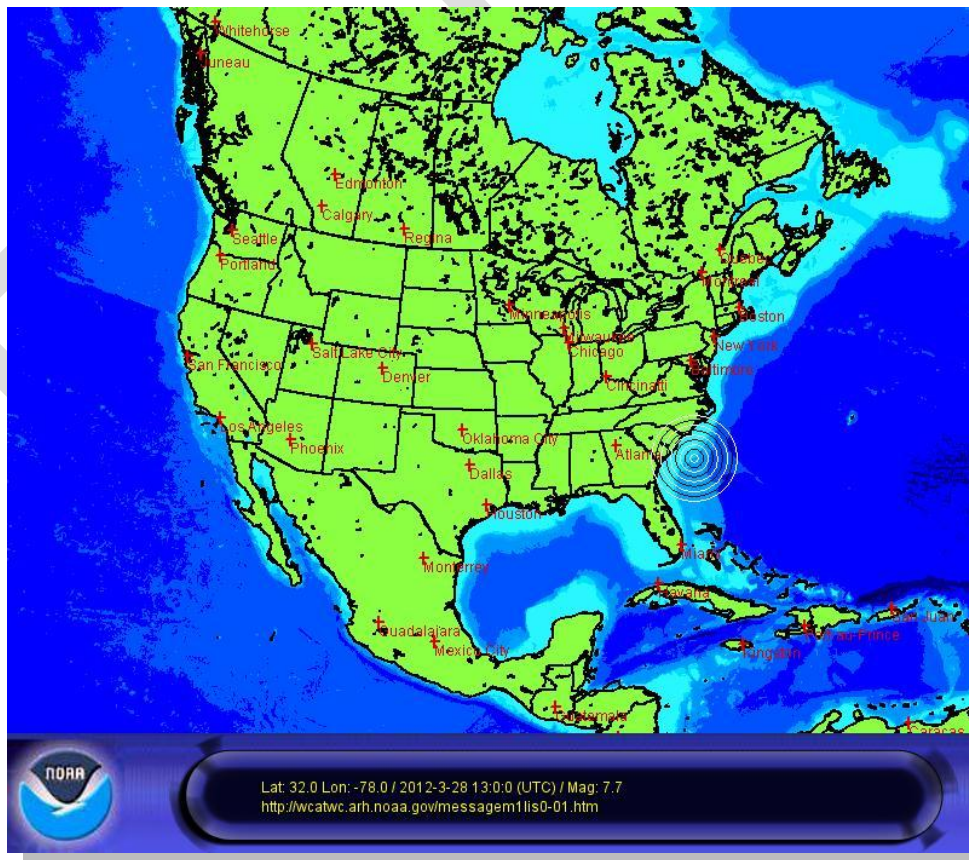 Whitehorse
Juneau
Edmonton
Calgary
Seattle
Regina
Portland
Quebec
Montreal
Minneapolis
Boston
Milwaukee
New York
San Francisco
Salt Lake City
Chicago
Baltimore
Denver
Cincinatti
Los Angeles
Phoenix
Oklahoma City
Atlanta
Dallas
Houston
Miami
Monterrey
Havana
San Juan
Guadalajara
Port-au-Prince
Mexico City
Kingston
Guatemala
Caracas
NOAA
Lat: 32.0 Lon: -78.0 / 2012-3-28 13:0:0 (UTC) / Mag: 7.7
http://wcatwc.arh.noaa.gov/messagem1lis0-01.htm